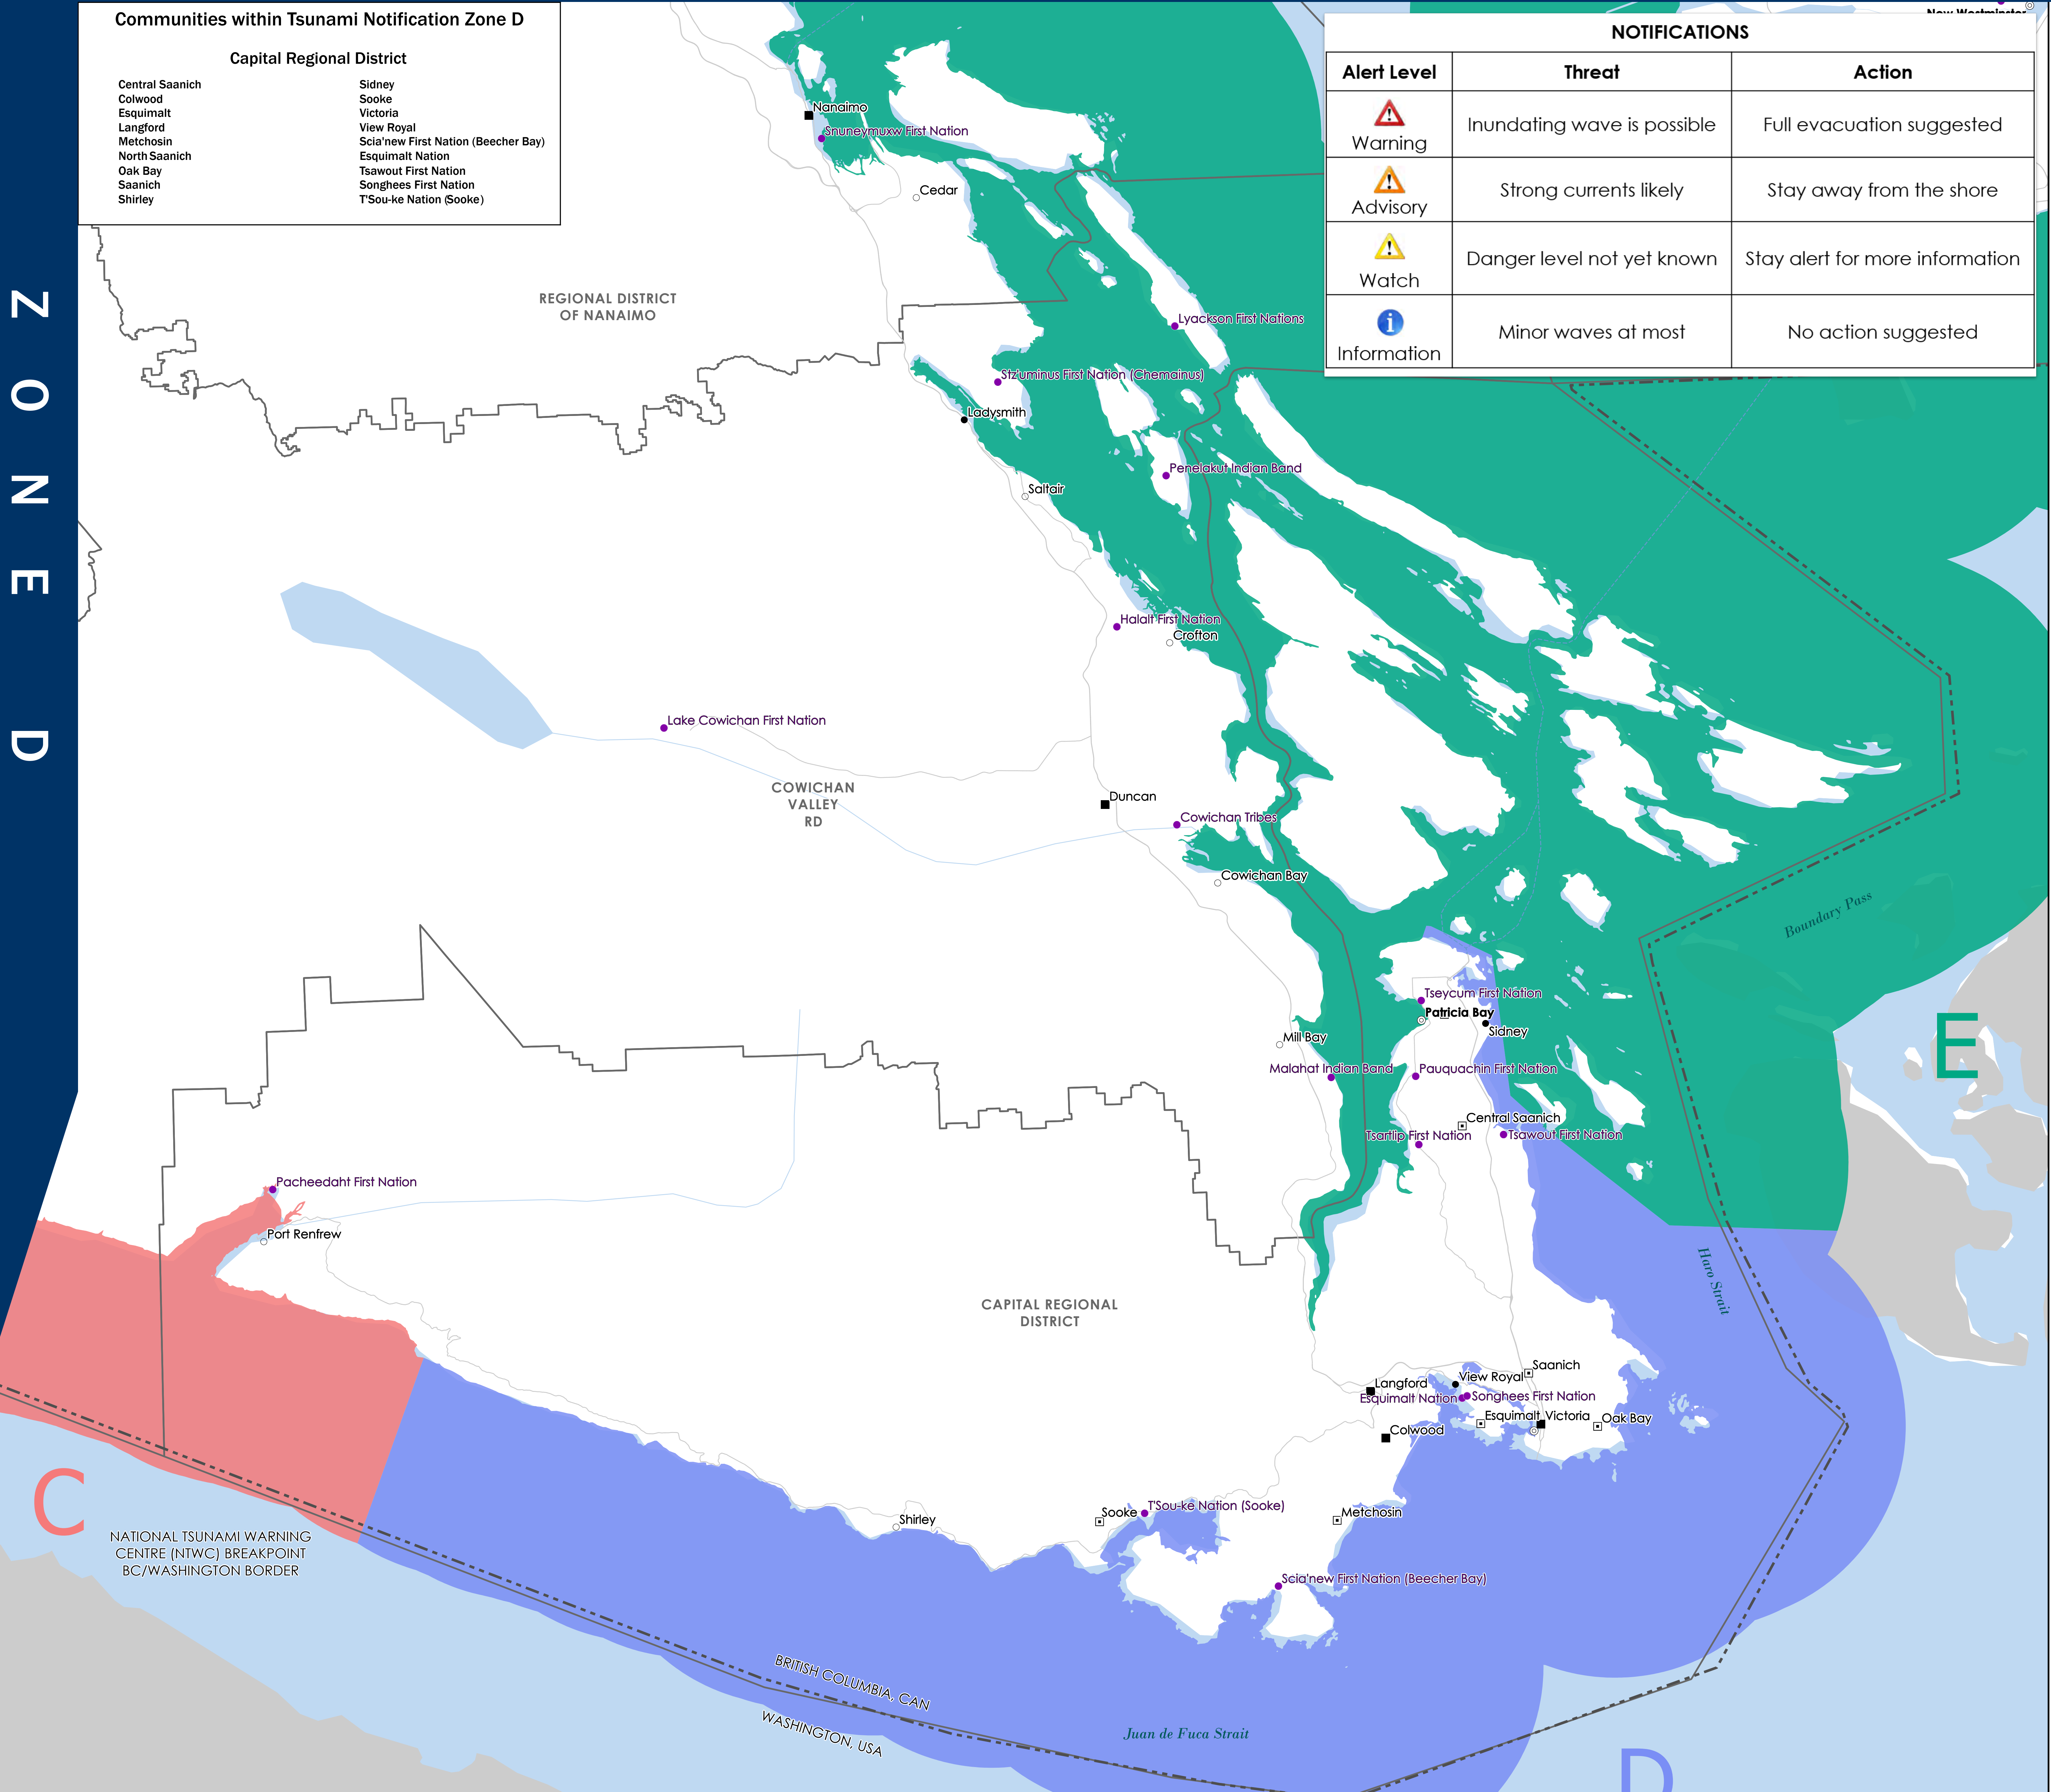 ZONE D
Communities within Tsunami Notification Zone D
Capital Regional District
Central Saanich
Colwood
Esquimalt
Langford
Metchosin
North Saanich
Oak Bay
Saanich
Shirley
Sidney
Sooke
Victoria
View Royal
Scia'new First Nation (Beecher Bay)
Esquimalt Nation
Tsawout First Nation
Songhees First Nation
T'Sou-ke Nation (Sooke)
New Westminster
NOTIFICATIONS
Alert Level Threat Action
Warning Inundating wave is possible Full evacuation suggested
Advisory Strong currents likely Stay away from the shore
Watch Danger level not yet known Stay alert for more information
Information Minor waves at most No action suggested
Nanaimo
Snuneymuxw First Nation
Cedar
REGIONAL DISTRICT
OF NANAIMO
Lyackson First Nations
Stz'uminus First Nation (Chemainus)
Ladysmith
Penelakut Indian Band
Saltair
Halalt First Nation
Crofton
Lake Cowichan First Nation
COWICHAN
VALLEY
RD
Duncan
Cowichan Tribes
Cowichan Bay
Boundary Pass
Tseycum First Nation
Patricia Bay
Sidney
Mill Bay
Malahat Indian Band
Pauquachin First Nation
E
Central Saanich
Tsartlip First Nation
Tsawout First Nation
Pacheedaht First Nation
Port Renfrew
Haro Strait
CAPITAL REGIONAL
DISTRICT
Saanich
View Royal
Langford
Esquimalt Nation
Songhees First Nation
Esquimalt
Victoria
Oak Bay
Colwood
C
NATIONAL TSUNAMI WARNING
CENTRE (NTWC) BREAKPOINT
BC/WASHINGTON BORDER
Shirley
Sooke
T'Sou-ke Nation (Sooke)
Metchosin
Scia'new First Nation (Beecher Bay)
BRITISH COLUMBIA, CAN
WASHINGTON, USA
Juan de Fuca Strait
D